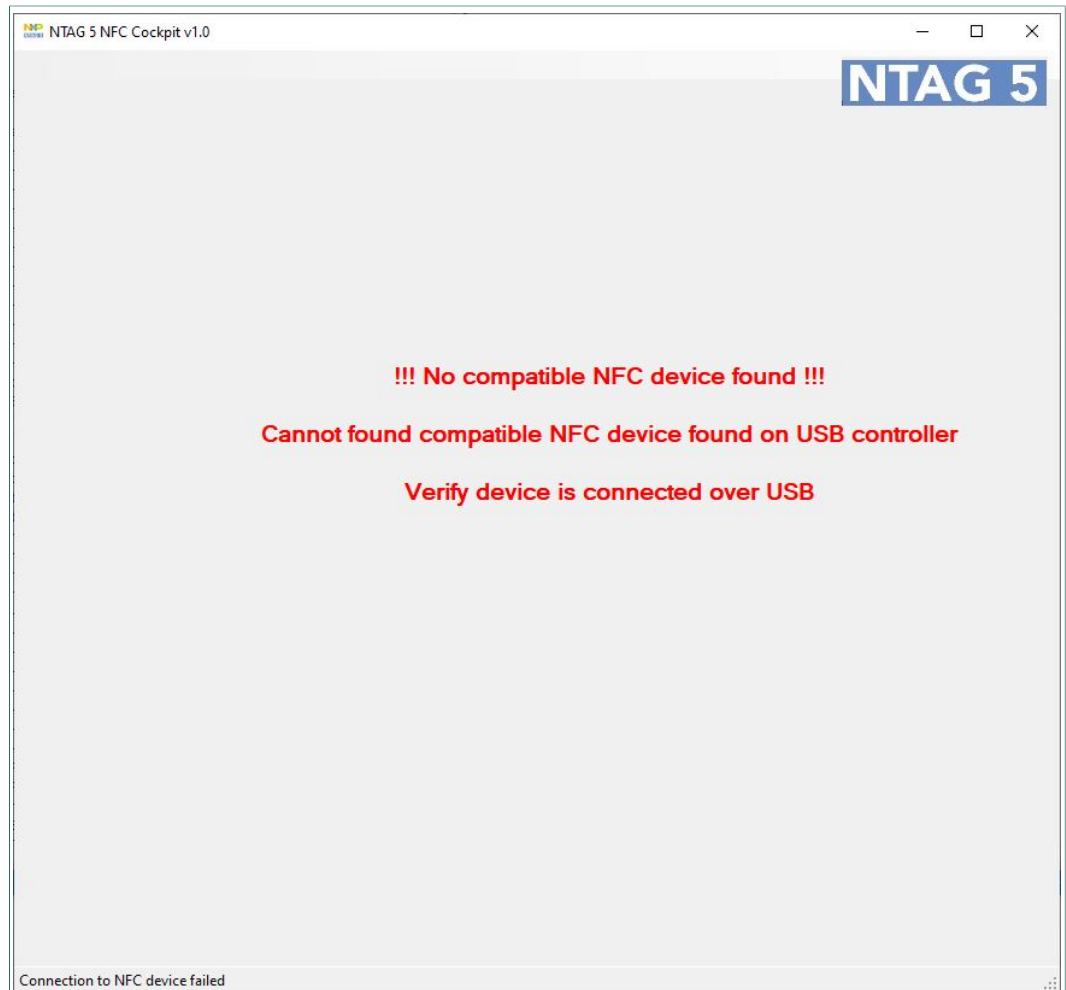 NXP
NTAG 5 NFC Cockpit v1.0
NTAG 5
!!! No compatible NFC device found !!!
Cannot found compatible NFC device found on USB controller
Verify device is connected over USB
Connection to NFC device failed